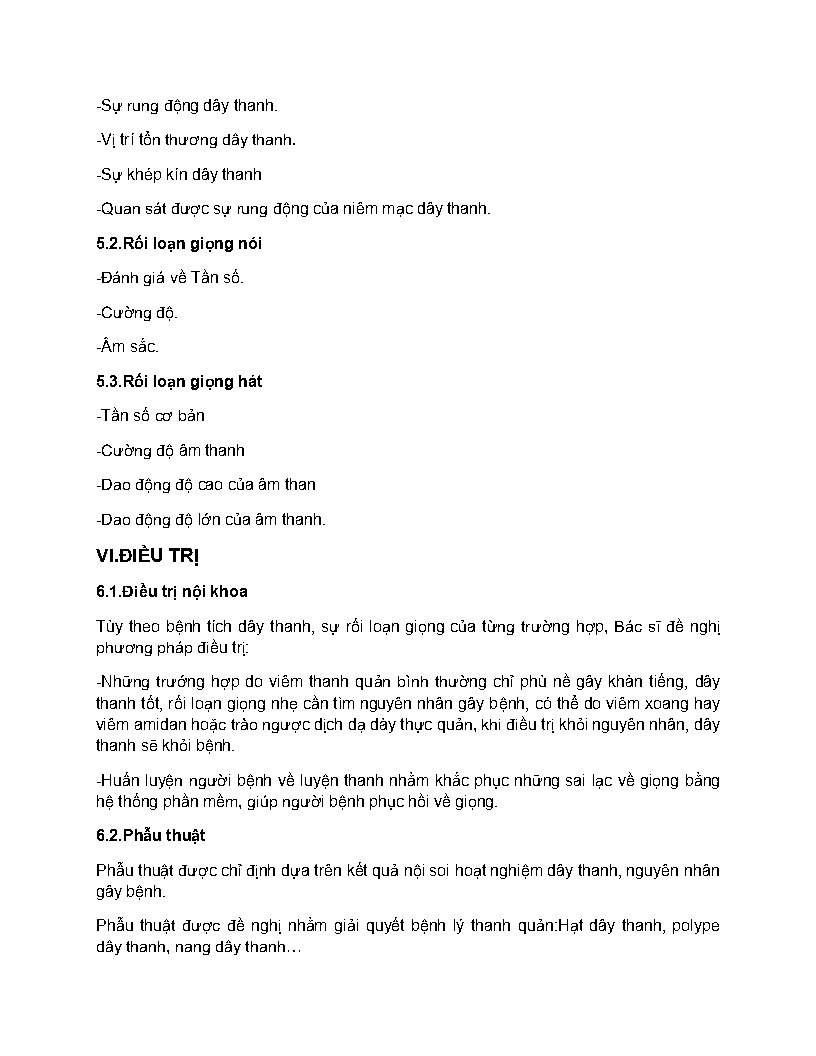 -Sự rung động dây thanh.
-Vị trí tổn thương dây thanh.
-Sự khép kín dây thanh
-Quan sát được sự rung động của niêm mạc dây thanh.
5.2.Rối loạn giọng nói
-Đánh giá về Tần số.
-Cường độ.
-Âm sắc.
5.3.Rối loạn giọng hát
-Tần số cơ bản
-Cường độ âm thanh
-Dao động độ cao của âm than
-Dao động độ lớn của âm thanh.
VI.ĐIỀU TRỊ
6.1.Điều trị nội khoa
Tùy theo bệnh tích dây thanh, sự rối loạn giọng của từng trường hợp, Bác sĩ đề nghị
phương pháp điều trị:
-Những trướng hợp do viêm thanh quản bình thường chỉ phù nề gây khàn tiếng, dây
thanh tốt, rối loạn giọng nhẹ cần tìm nguyên nhân gây bệnh, có thể do viêm xoang hay
viêm amidan hoặc trào ngược dịch dạ dày thực quản, khi điều trị khỏi nguyên nhân, dây
thanh sẽ khỏi bệnh.
-Huấn luyện người bệnh về luyện thanh nhằm khắc phục những sai lạc về giọng bằng
hệ thống phần mềm, giúp người bệnh phục hồi về giọng.
6.2.Phẫu thuật
Phẫu thuật được chỉ định dựa trên kết quả nội soi hoạt nghiệm dây thanh, nguyên nhân
gây bệnh.
Phẫu thuật được đề nghị nhằm giải quyết bệnh lý thanh quản:Hạt dây thanh, polype
dây thanh, nang dây thanh…